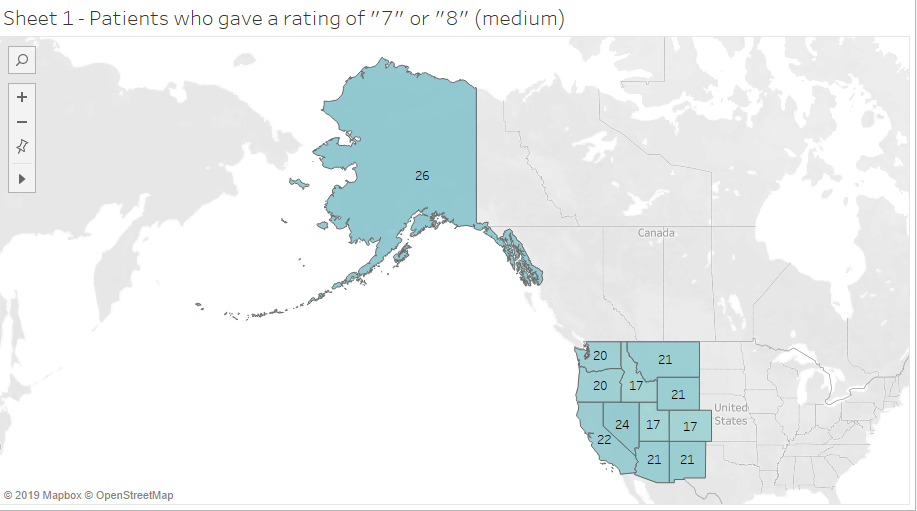 Sheet 1 - Patients who gave a rating of "7" or "8" (medium)
26
Canada
20
21
20
17
21
United
States
24
17
17
22
21
21
© 2019 Mapbox © OpenStreetMap